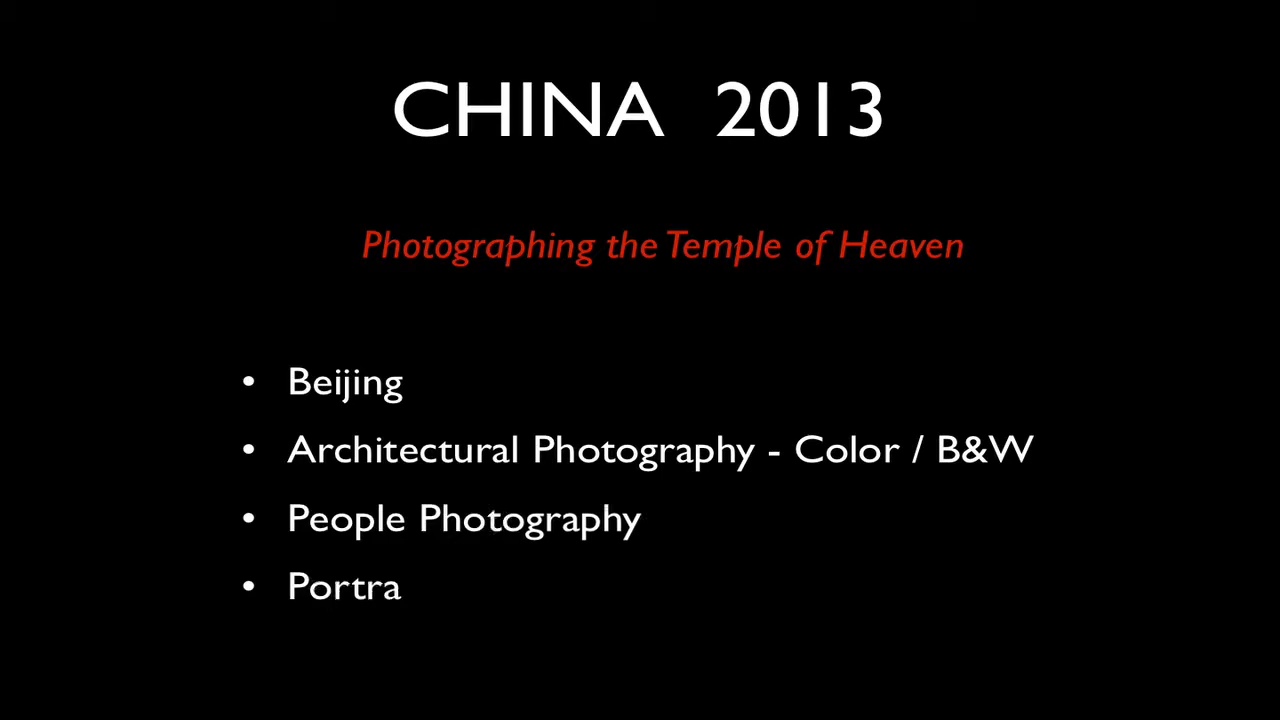 CHINA 2013
Photographing the Temple of Heaven
• Beijing
• Architectural Photography - Color / B&W
• People Photography
• Portra